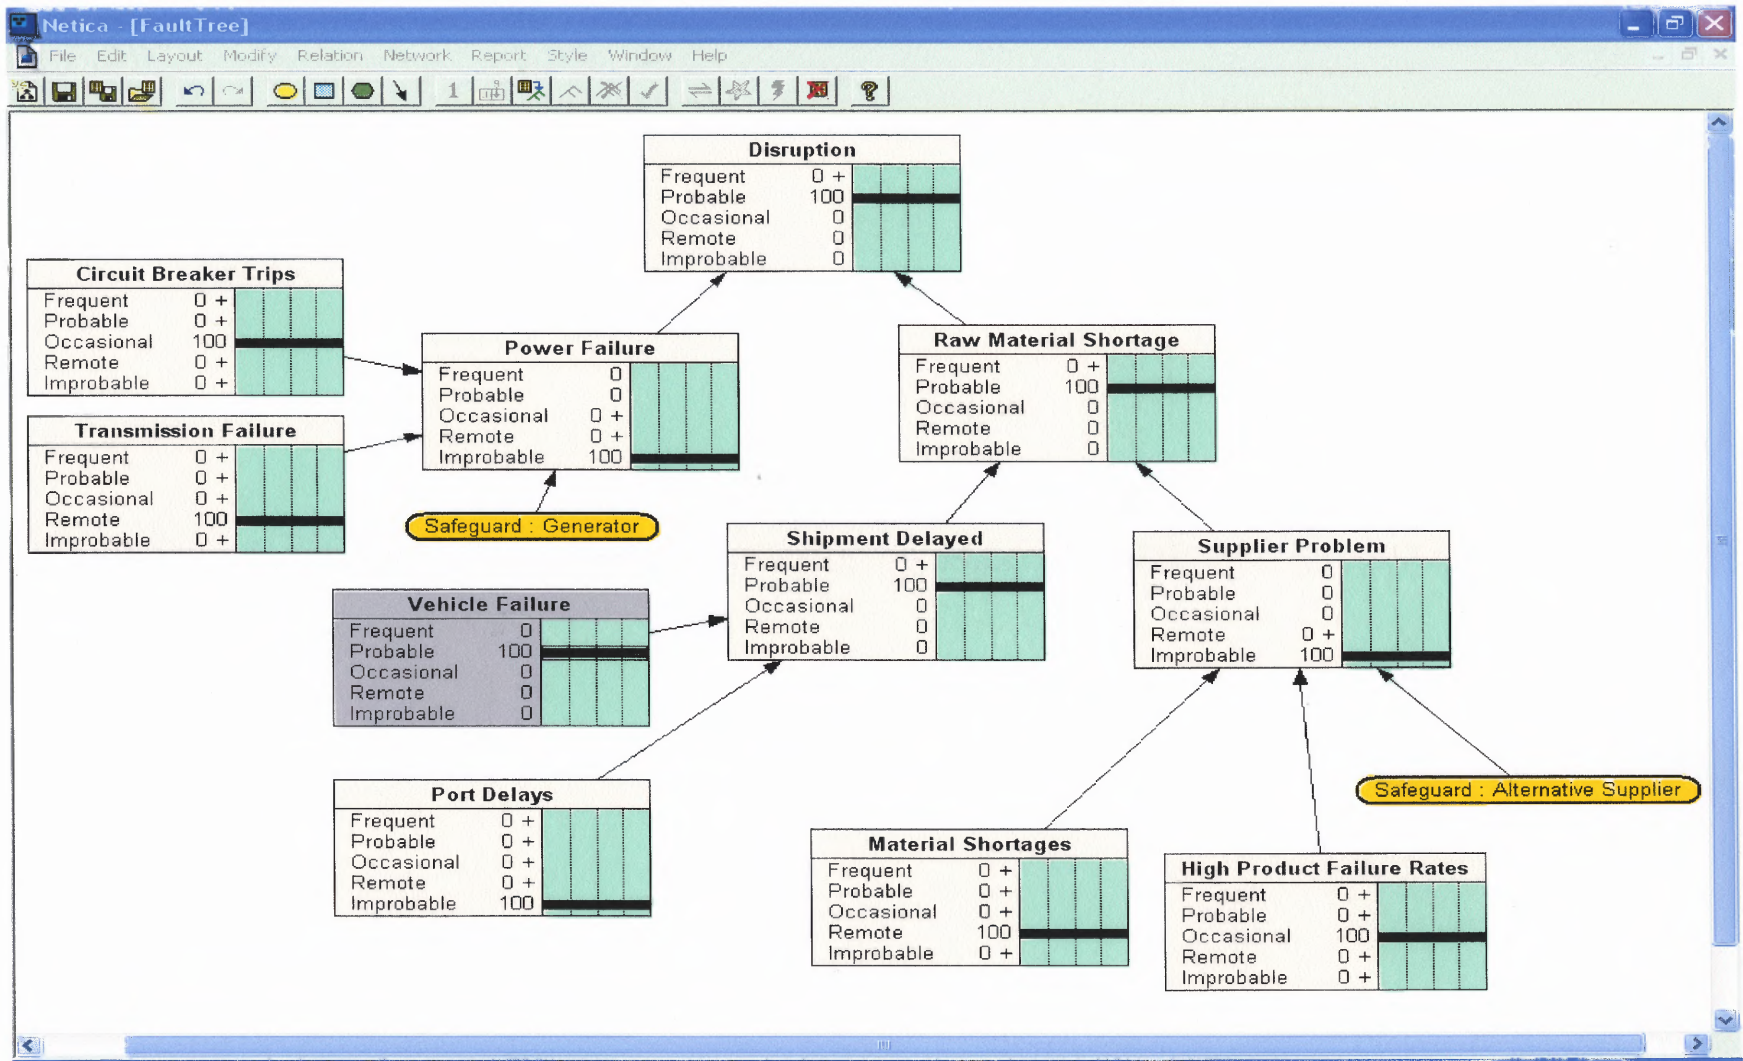 Netica - [FaultTree]
File Edit Layout Modify Relation Network Report Style Window Help
1
Disruption
Frequent 0 +
Probable 100
Occasional 0
Remote 0
Improbable 0
Circuit Breaker Trips
Frequent 0 +
Probable 0 +
Occasional 100
Remote 0 +
Improbable 0 +
Power Failure
Frequent 0
Probable 0
Occasional 0 +
Remote 0 +
Improbable 100
Raw Material Shortage
Frequent 0 +
Probable 100
Occasional 0
Remote 0
Improbable 0
Transmission Failure
Frequent 0 +
Probable 0 +
Occasional 0 +
Remote 100
Improbable 0 +
Safeguard : Generator
Shipment Delayed
Frequent 0 +
Probable 100
Occasional 0
Remote 0
Improbable 0
Supplier Problem
Frequent 0
Probable 0
Occasional 0
Remote 0 +
Improbable 100
Vehicle Failure
Frequent 0
Probable 100
Occasional 0
Remote 0
Improbable 0
Port Delays
Frequent 0 +
Probable 0 +
Occasional 0 +
Remote 0 +
Improbable 100
Safeguard : Alternative Supplier
Material Shortages
Frequent 0 +
Probable 0 +
Occasional 0 +
Remote 100
Improbable 0 +
High Product Failure Rates
Frequent 0 +
Probable 0 +
Occasional 100
Remote 0 +
Improbable 0 +